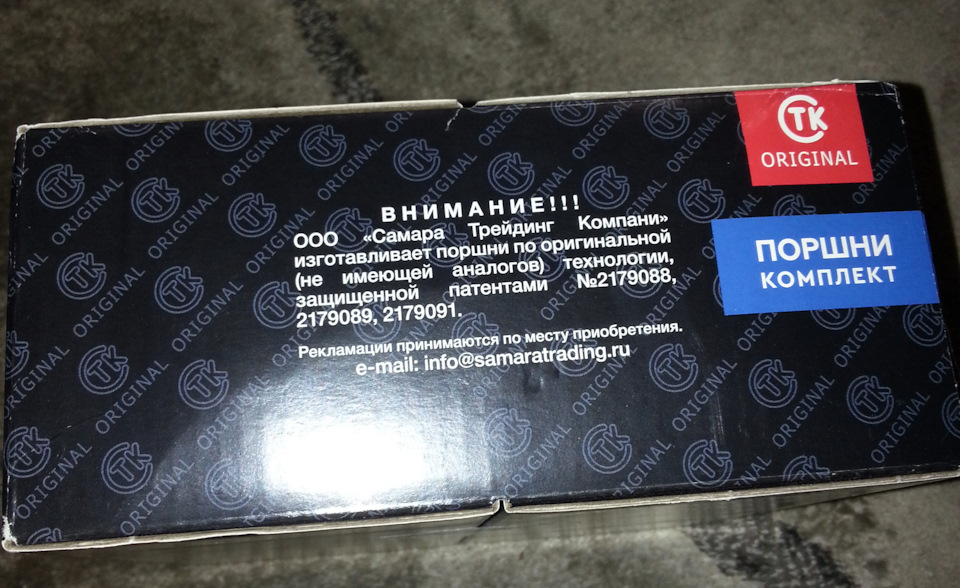 СТК
ORIGINAL
ПОРШНИ
КОМПЛЕКТ
ВНИМАНИЕ!!!
ООО «Самара Трейдинг Компани»
изготавливает поршни по оригинальной
(не имеющей аналогов) технологии,
защищенной патентами №2179088,
2179089, 2179091.
Рекламации принимаются по месту приобретения.
e-mail: info@samaratrading.ru